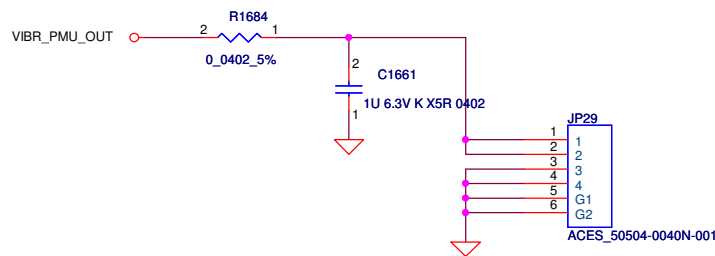 R1684
VIBR_PMU_OUT
2
1
0_0402_5%
2
C1661
1U 6.3V K X5R 0402
1
JP29
1 1
2 2
3 3
4 4
5 G1
6 G2
ACES_50504-0040N-001